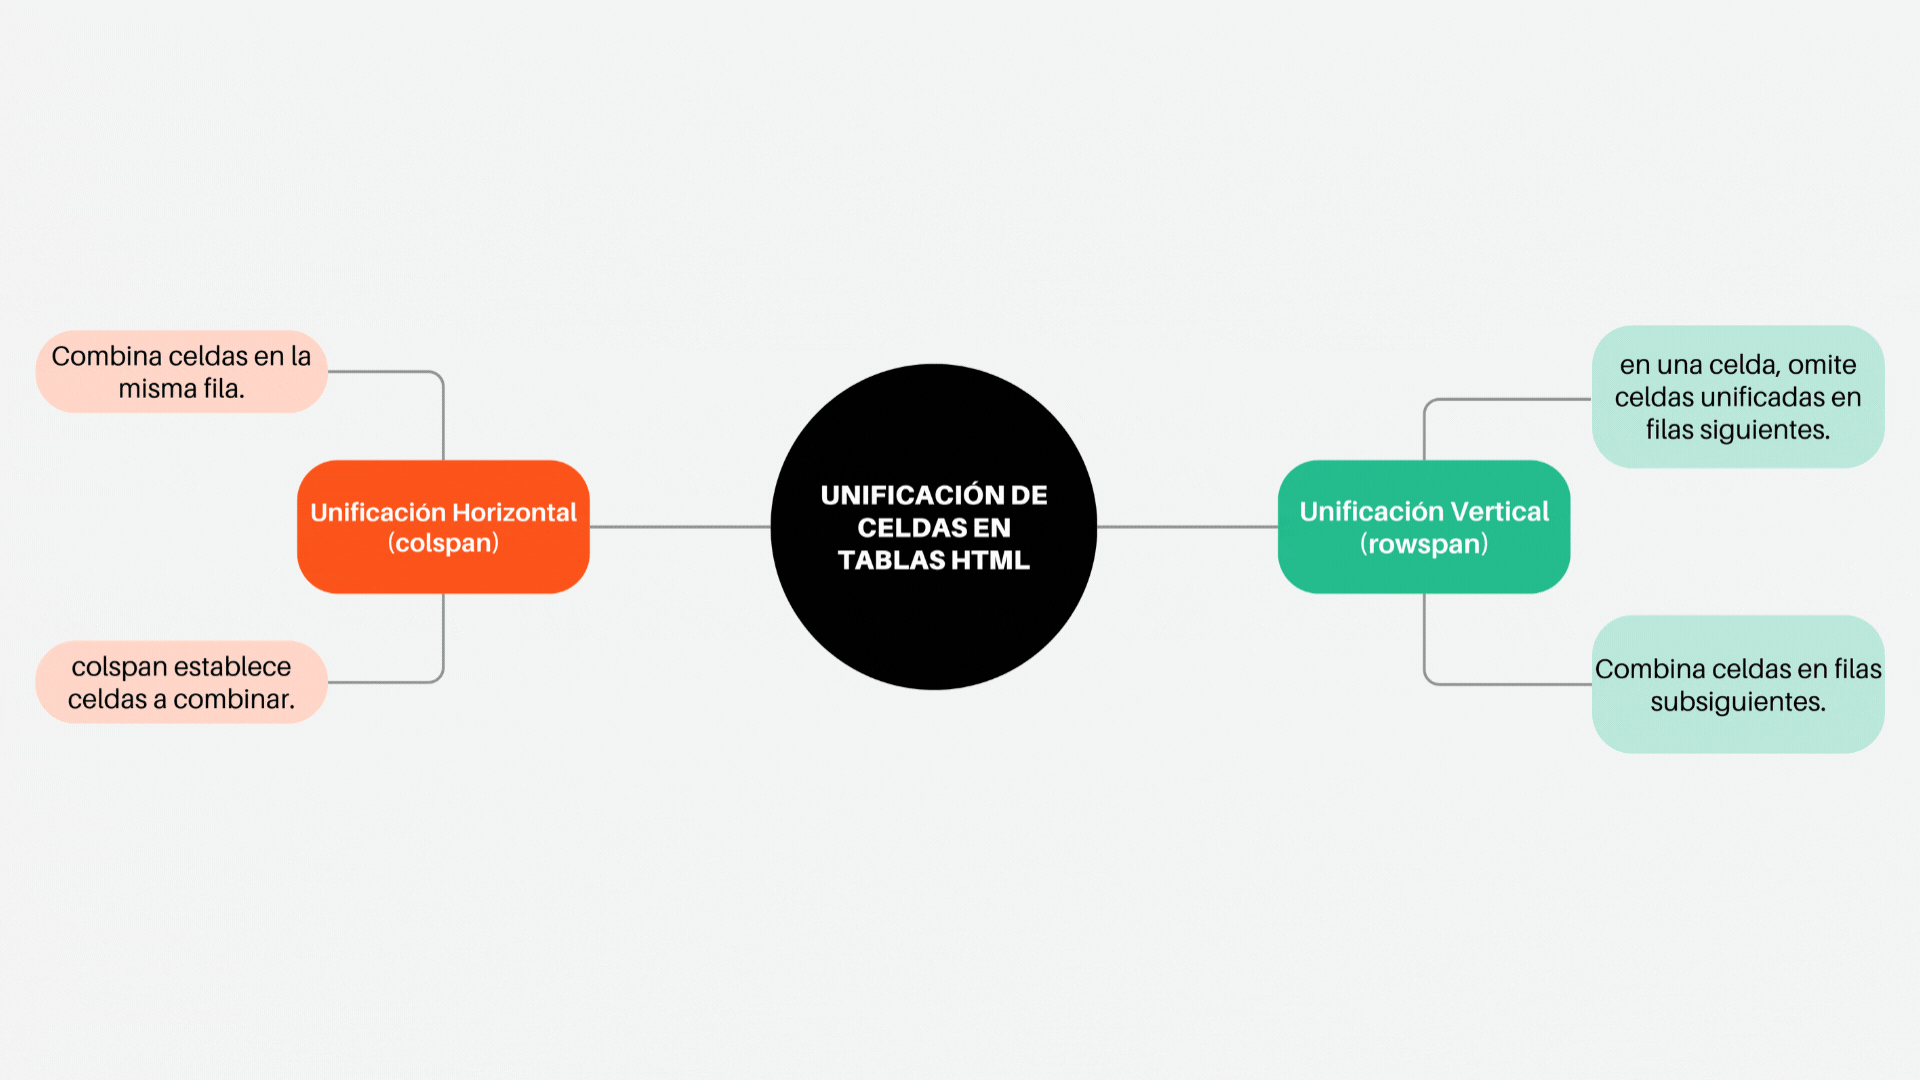 Combina celdas en la
misma fila.
Unificación Horizontal
(colspan)
colspan establece
celdas a combinar.
UNIFICACIÓN DE
CELDAS EN
TABLAS HTML
en una celda, omite
celdas unificadas en
filas siguientes.
Unificación Vertical
(rowspan)
Combina celdas en filas
subsiguientes.